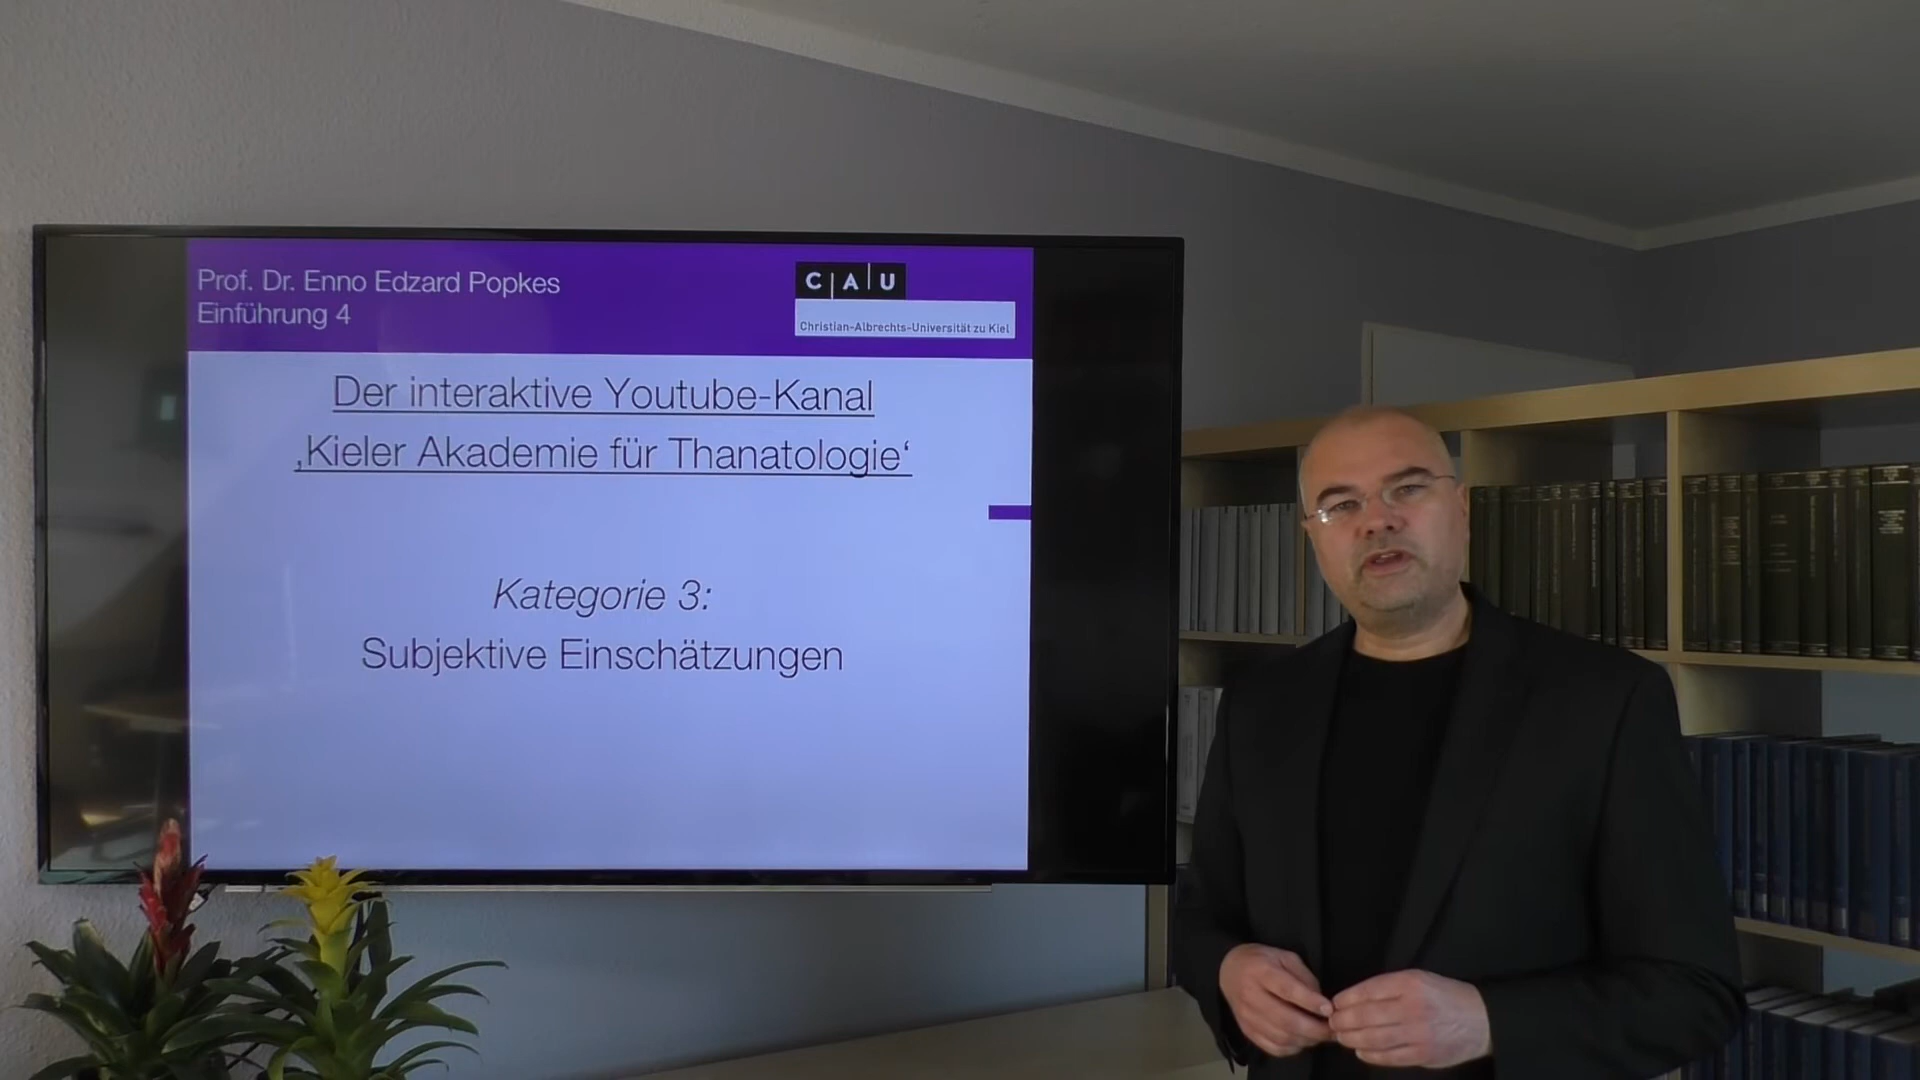 Prof. Dr. Enno Edzard Popkes
Einführung 4
C A U
Christian-Albrechts-Universität zu Kiel
Der interaktive Youtube-Kanal
‚Kieler Akademie für Thanatologie‘
Kategorie 3:
Subjektive Einschätzungen